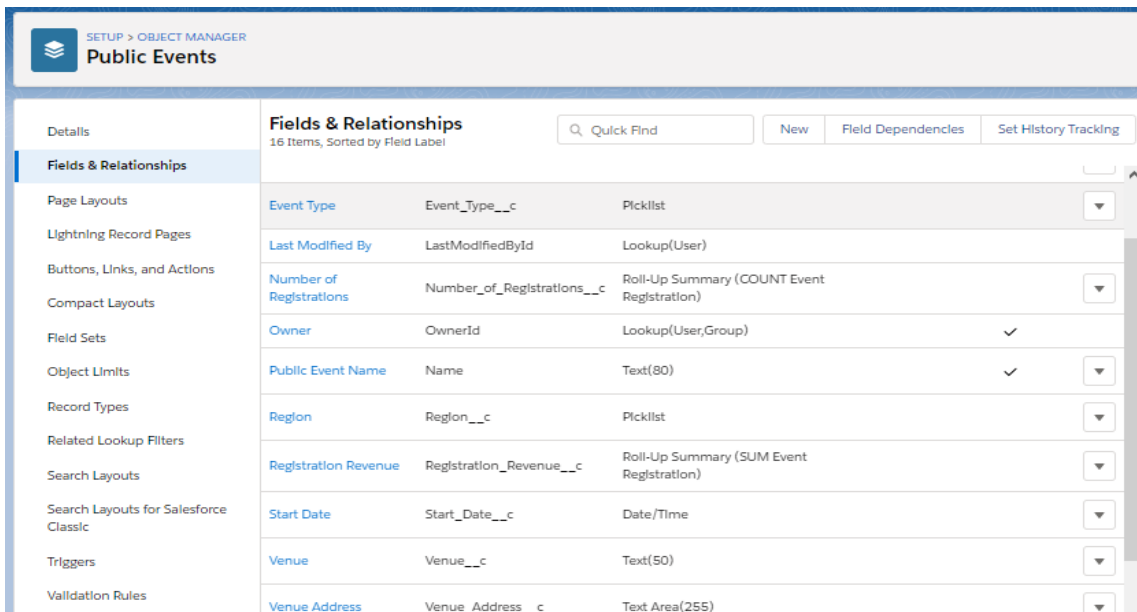 SETUP > OBJECT MANAGER
Public Events
Details
Fields & Relationships
Page Layouts
Lightning Record Pages
Buttons, Links, and Actions
Compact Layouts
Field Sets
Object Limits
Record Types
Related Lookup Filters
Search Layouts
Search Layouts for Salesforce
Classic
Triggers
Validation Rules
Fields & Relationships
16 Items, Sorted by Field Label
Quick Find
New
Field Dependencies
Set History Tracking
Event Type Event_Type__c Picklist
Last Modified By LastModifiedById Lookup(User)
Number of
Registrations
Number_of_Registrations__c
Roll-Up Summary (COUNT Event
Registration)
Owner OwnerId Lookup(User,Group)
Public Event Name Name Text(80)
Region Region__c Picklist
Registration Revenue Registration_Revenue__c
Roll-Up Summary (SUM Event
Registration)
Start Date Start_Date__c Date/Time
Venue Venue__c Text(50)
Venue Address Venue_Address__c Text Area(255)